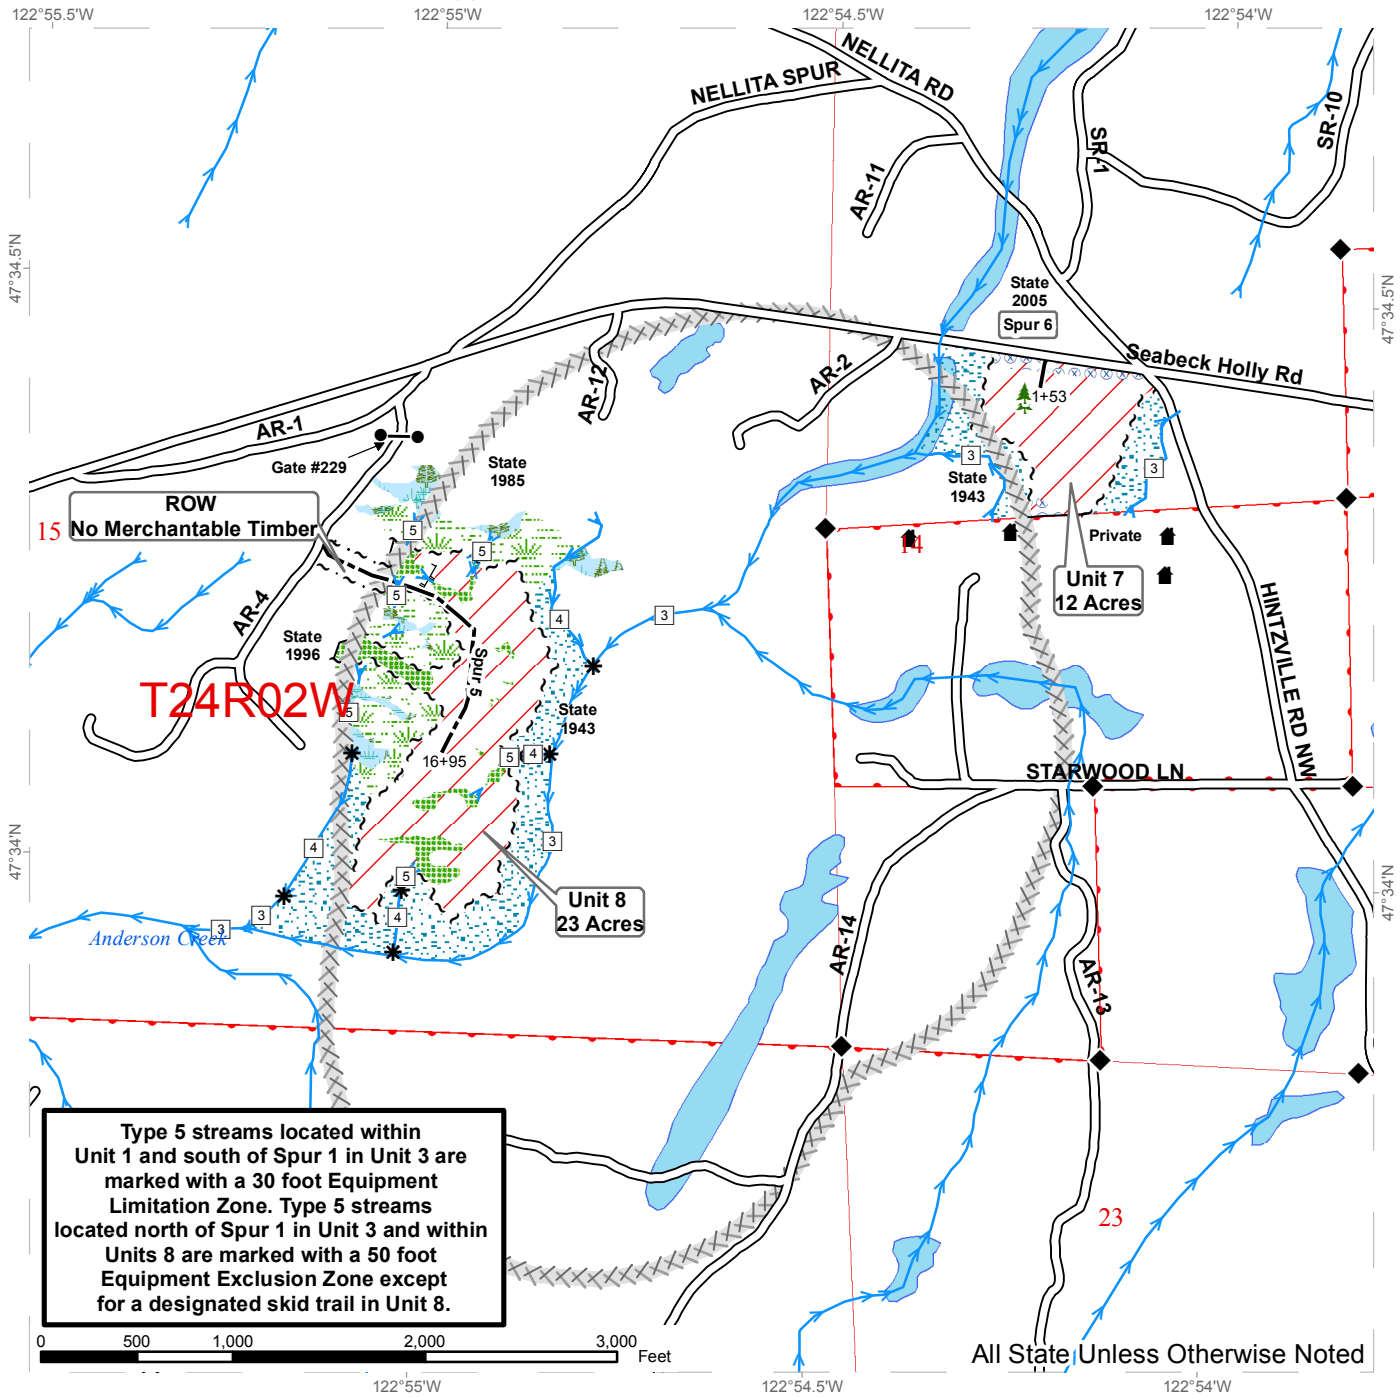 122°55.5'W
122°55'W
122°54.5'W
122°54'W
NELLITA RD
NELLITA SPUR
SR-10
SR-1
AR-11
47°34.5'N
47°34.5'N
State
2005
Spur 6
Seabeck Holly Rd
AR-2
AR-12
1+53
AR-1
Gate #229
State
1985
3
State
1943
3
ROW
No Merchantable Timber
15
5
5
14
Private
Unit 7
12 Acres
5
AR-4
4
3
HINTZVILLE RD NW
State
1996
Spur 5
T24R02W
5
State
1943
16+95
5
4
STARWOOD LN
4
3
47°34'N
47°34'N
5
Unit 8
23 Acres
3
3
4
Anderson Creek
AR-14
AR-13
Type 5 streams located within
Unit 1 and south of Spur 1 in Unit 3 are
marked with a 30 foot Equipment
Limitation Zone. Type 5 streams
located north of Spur 1 in Unit 3 and within
Units 8 are marked with a 50 foot
Equipment Exclusion Zone except
for a designated skid trail in Unit 8.
23
0 500 1,000 2,000 3,000
Feet
All State Unless Otherwise Noted
122°55'W
122°54.5'W
122°54'W